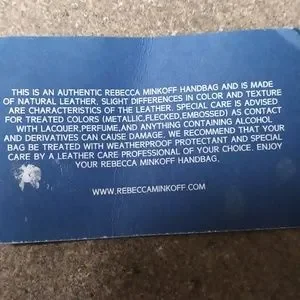 THIS IS AN AUTHENTIC REBECCA MINKOFF HANDBAG AND IS MADE
OF NATURAL LEATHER. SLIGHT DIFFERENCES IN COLOR AND TEXTURE
ARE CHARACTERISTICS OF THE LEATHER. SPECIAL CARE IS ADVISED
FOR TREATED COLORS (METALLIC,FLECKED,EMBOSSED) AS CONTACT
WITH LACQUER,PERFUME,AND ANYTHING CONTAINING ALCOHOL
AND DERIVATIVES CAN CAUSE DAMAGE. WE RECOMMEND THAT YOUR
BAG BE TREATED WITH WEATHERPROOF PROTECTANT AND SPECIAL
CARE BY A LEATHER CARE PROFESSIONAL OF YOUR CHOICE. ENJOY
YOUR REBECCA MINKOFF HANDBAG.
WWW.REBECCAMINKOFF.COM